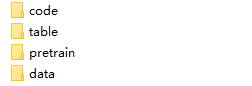 code
table
pretrain
data